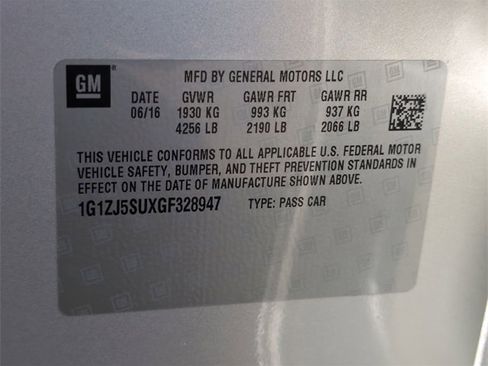 GM ® MFD BY GENERAL MOTORS LLC
DATE GVWR GAWR FRT GAWR RR
06/16 1930 KG 993 KG 937 KG
4256 LB 2190 LB 2066 LB
THIS VEHICLE CONFORMS TO ALL APPLICABLE U.S. FEDERAL MOTOR
VEHICLE SAFETY, BUMPER, AND THEFT PREVENTION STANDARDS IN
EFFECT ON THE DATE OF MANUFACTURE SHOWN ABOVE.
1G1ZJ5SUXGF328947 TYPE: PASS CAR